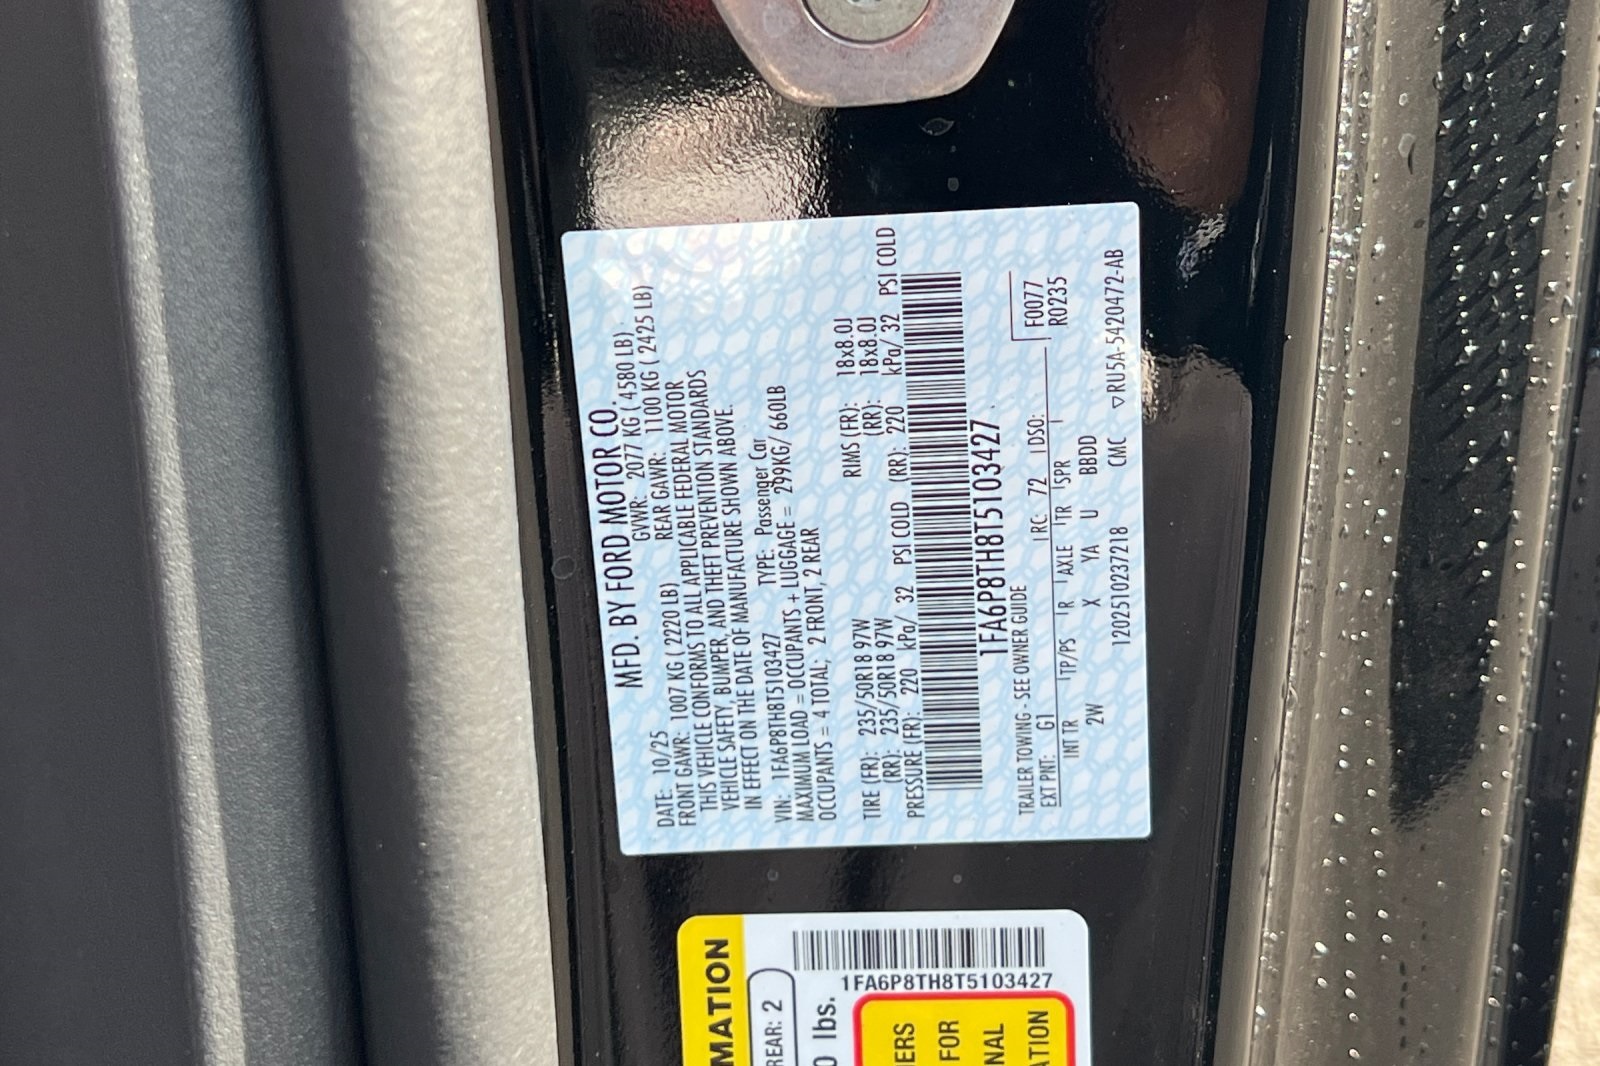 MFD. BY FORD MOTOR CO.
DATE: 10/25 GVWR: 2077 KG ( 4580 LB)
FRONT GAWR: 1007 KG ( 2220 LB) REAR GAWR: 1100 KG ( 2425 LB)
THIS VEHICLE CONFORMS TO ALL APPLICABLE FEDERAL MOTOR
VEHICLE SAFETY, BUMPER, AND THEFT PREVENTION STANDARDS
IN EFFECT ON THE DATE OF MANUFACTURE SHOWN ABOVE.
VIN: 1FA6P8TH8T5103427 TYPE: Passenger Car
MAXIMUM LOAD = OCCUPANTS + LUGGAGE = 299KG/ 660LB
OCCUPANTS = 4 TOTAL; 2 FRONT, 2 REAR
TIRE (FR): 235/50R18 97W RIMS (FR): 18x8.0J
(RR): 235/50R18 97W (RR): 18x8.0J
PRESSURE (FR): 220 kPa/ 32 PSI COLD (RR): 220 kPa/ 32 PSI COLD
1FA6P8TH8T5103427
TRAILER TOWING - SEE OWNER GUIDE
EXT PNT: G1 RC: 72 DSO: F0077
R0235
INT TR TP/PS R AXLE TR SPR
2W X YA U BBDD
1202510237218 CMC ▽RU5A-5420472-AB
MATION
REAR: 2
0 lbs.
1FA6P8TH8T5103427
ERS
FOR
NAL
ATION